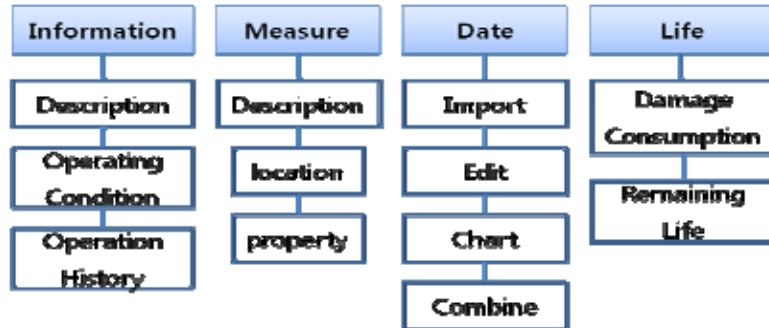 Information
Description
Operating
Condition
Operation
History
Measure
Description
location
property
Date
Import
Edit
Chart
Combine
Life
Damage
Consumption
Remaining
Life